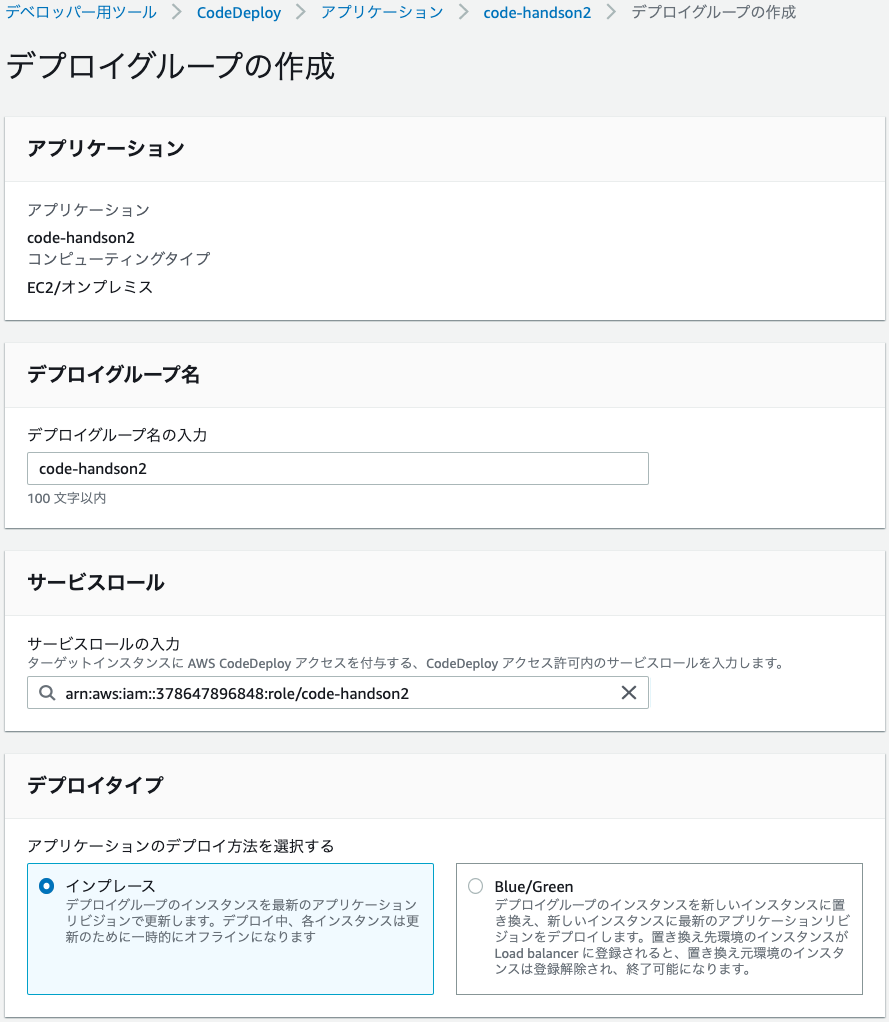 デベロッパー用ツール > CodeDeploy > アプリケーション > code-handson2 > デプロイグループの作成
デプロイグループの作成
アプリケーション
アプリケーション
code-handson2
コンピューティングタイプ
EC2/オンプレミス
デプロイグループ名
デプロイグループ名の入力
code-handson2
100 文字以内
サービスロール
サービスロールの入力
ターゲットインスタンスに AWS CodeDeploy アクセスを付与する、CodeDeploy アクセス許可内のサービスロールを入力します。
arn:aws:iam::378647896848:role/code-handson2
デプロイタイプ
アプリケーションのデプロイ方法を選択する
インプレース
デプロイグループのインスタンスを最新のアプリケーション
リビジョンで更新します。デプロイ中、各インスタンスは更
新のために一時的にオフラインになります
Blue/Green
デプロイグループのインスタンスを新しいインスタンスに置
き換え、新しいインスタンスに最新のアプリケーションリビ
ジョンをデプロイします。置き換え先環境のインスタンスが
Load balancer に登録されると、置き換え元環境のインスタ
ンスは登録解除され、終了可能になります。